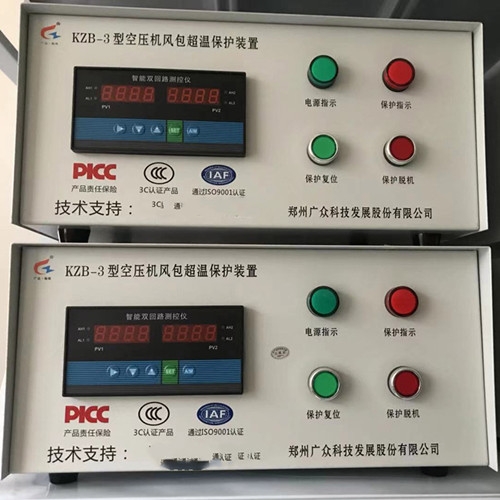 KZB-3型空压机风包超温保护装置
智能双回路测控仪
PV1
PV2
SET
A/M
电源指示
保护指示
保护复位
保护脱机
PICC
产品责任保险
CCC
3C认证产品
IAF
通过ISO9001认证
技术支持：
郑州广众科技发展股份有限公司
KZB-3型空压机风包超温保护装置
智能双回路测控仪
PV1
PV2
SET
A/M
电源指示
保护指示
保护复位
保护脱机
PICC
产品责任保险
CCC
3C认证产品
IAF
通过ISO9001认证
技术支持：
郑州广众科技发展股份有限公司